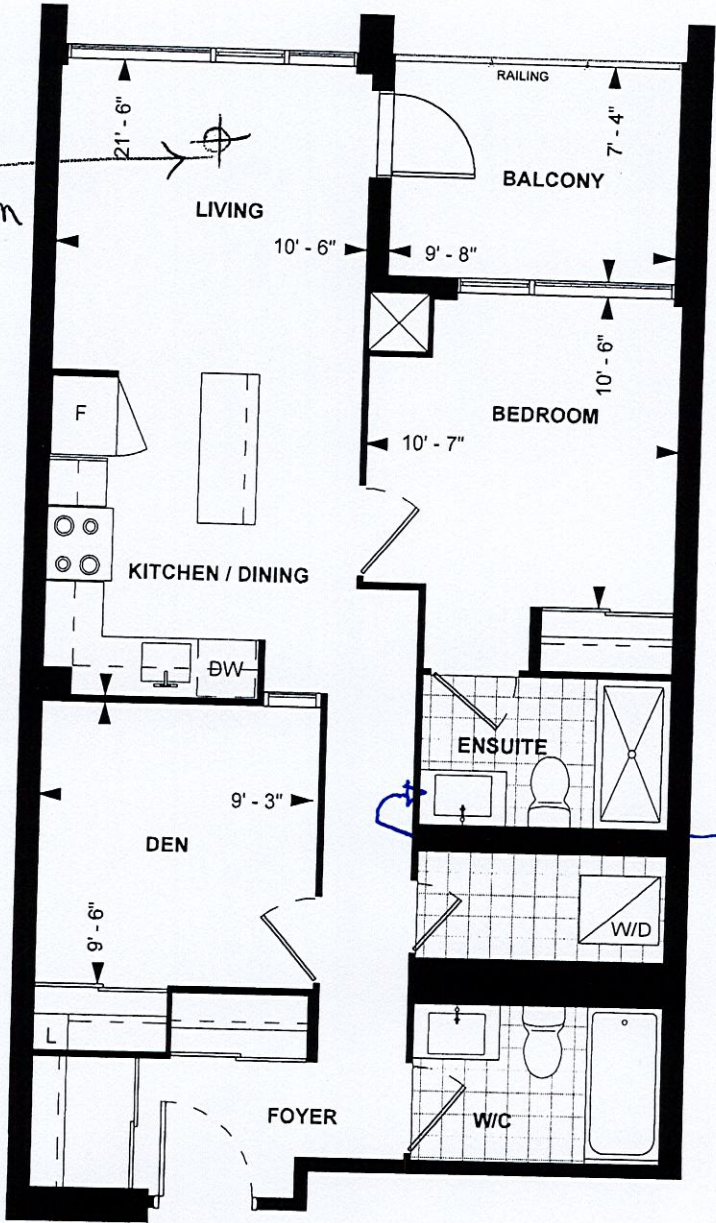 RAILING
21' - 6"
7' - 4"
BALCONY
LIVING
10' - 6"
9' - 8"
10' - 6"
F
BEDROOM
10' - 7"
KITCHEN / DINING
DW
ENSUITE
9' - 3"
DEN
9' - 6"
W/D
L
FOYER
W/C